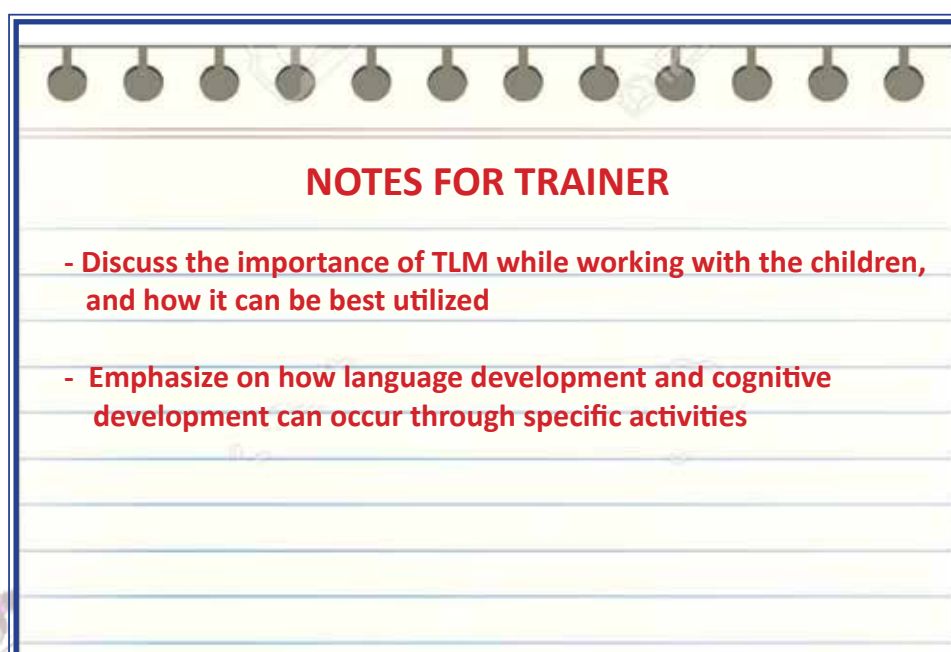 NOTES FOR TRAINER
- Discuss the importance of TLM while working with the children,
and how it can be best utilized
- Emphasize on how language development and cognitive
development can occur through specific activities